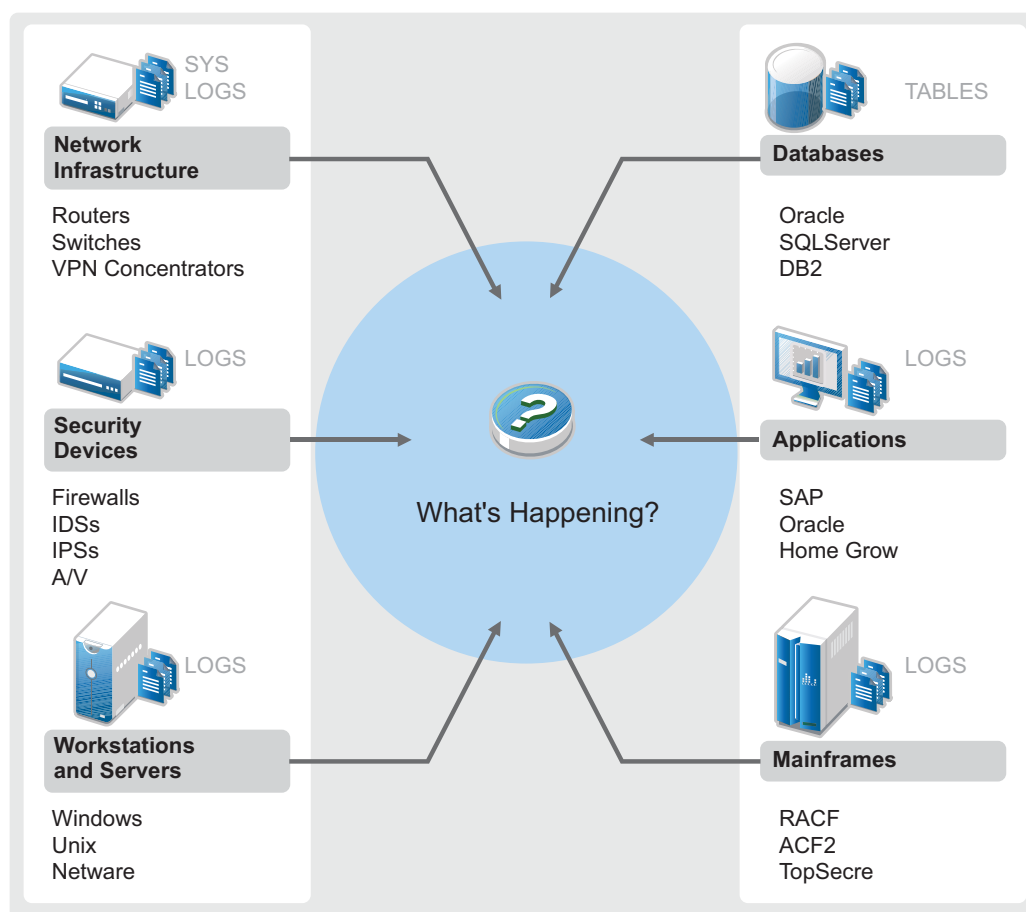 SYS
LOGS
Network
Infrastructure
Routers
Switches
VPN Concentrators
LOGS
Security
Devices
Firewalls
IDSs
IPSs
A/V
LOGS
Workstations
and Servers
Windows
Unix
Netware
What's Happening?
TABLES
Databases
Oracle
SQLServer
DB2
LOGS
Applications
SAP
Oracle
Home Grow
LOGS
Mainframes
RACF
ACF2
TopSecre